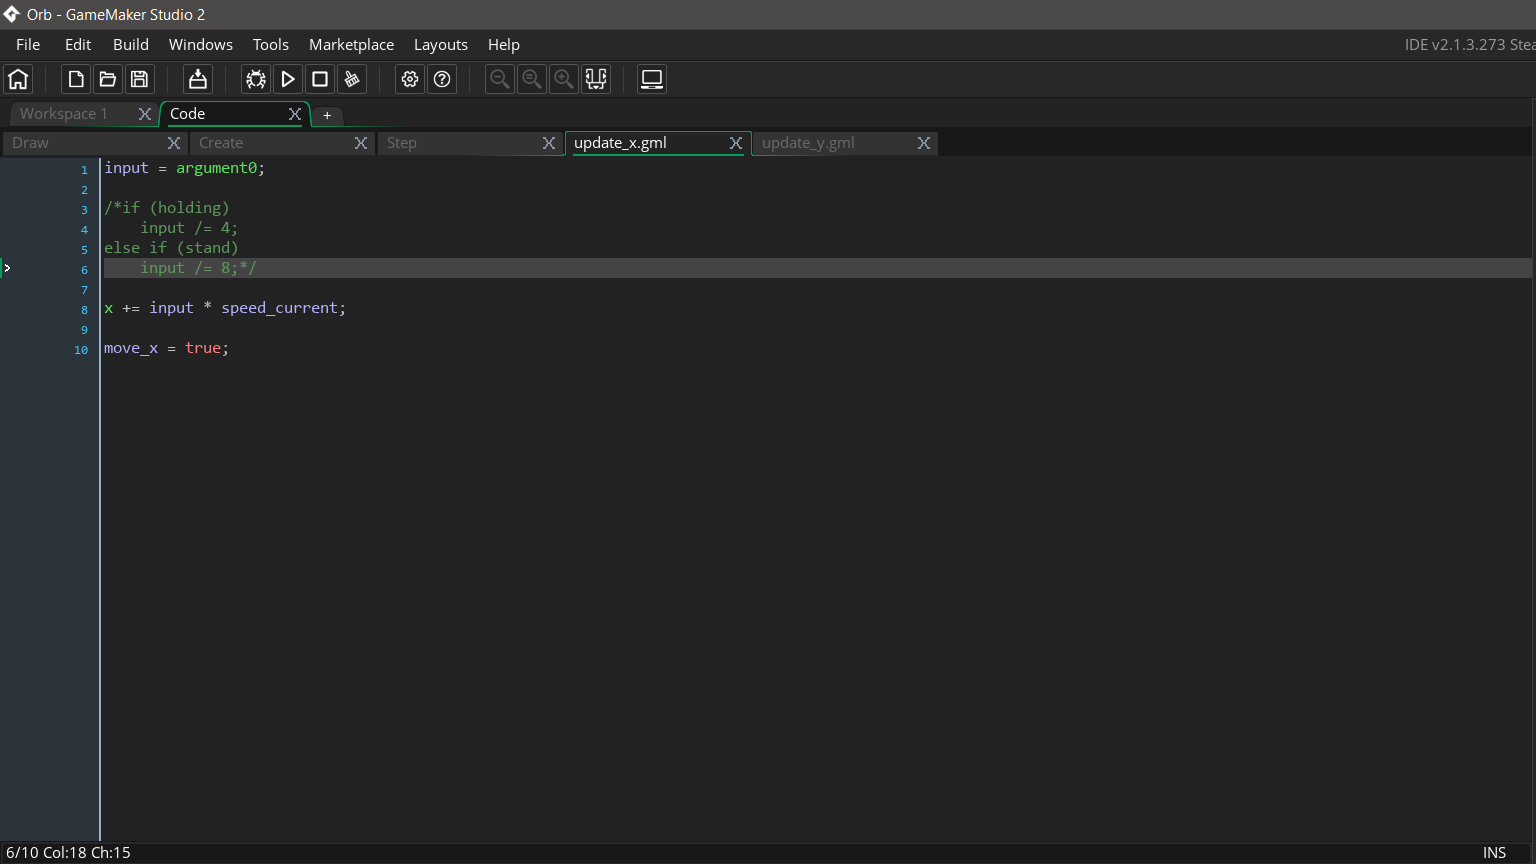 Orb - GameMaker Studio 2
File Edit Build Windows Tools Marketplace Layouts Help IDE v2.1.3.273 Stea
Workspace 1 Code +
Draw Create Step update_x.gml update_y.gml
1 input = argument0;
2
3 /*if (holding)
4 input /= 4;
5 else if (stand)
6 input /= 8;*/
7
8 x += input * speed_current;
9
10 move_x = true;
6/10 Col:18 Ch:15 INS